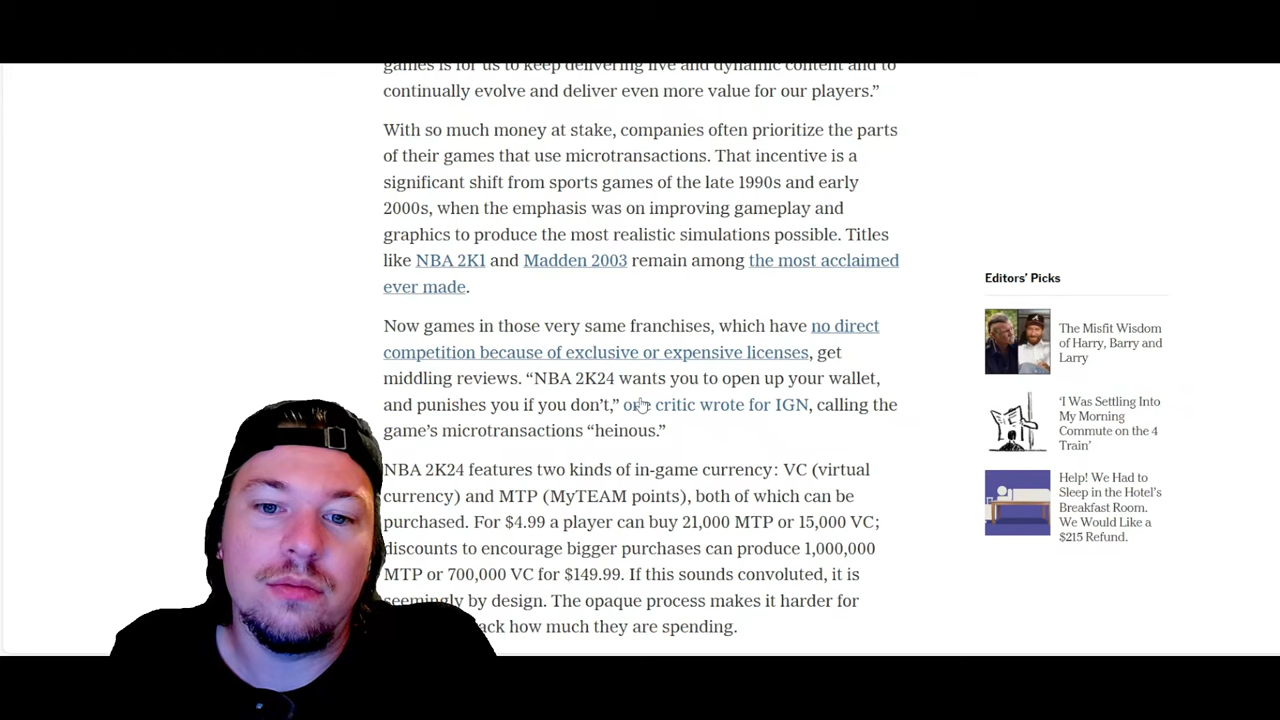 games is for us to keep delivering live and dynamic content and to
continually evolve and deliver even more value for our players.”
With so much money at stake, companies often prioritize the parts
of their games that use microtransactions. That incentive is a
significant shift from sports games of the late 1990s and early
2000s, when the emphasis was on improving gameplay and
graphics to produce the most realistic simulations possible. Titles
like NBA 2K1 and Madden 2003 remain among the most acclaimed
ever made.
Now games in those very same franchises, which have no direct
competition because of exclusive or expensive licenses, get
middling reviews. “NBA 2K24 wants you to open up your wallet,
and punishes you if you don’t,” one critic wrote for IGN, calling the
game’s microtransactions “heinous.”
NBA 2K24 features two kinds of in-game currency: VC (virtual
currency) and MTP (MyTEAM points), both of which can be
purchased. For $4.99 a player can buy 21,000 MTP or 15,000 VC;
discounts to encourage bigger purchases can produce 1,000,000
MTP or 700,000 VC for $149.99. If this sounds convoluted, it is
seemingly by design. The opaque process makes it harder for
how much they are spending.
Editors’ Picks
The Misfit Wisdom
of Harry, Barry and
Larry
‘I Was Settling Into
My Morning
Commute on the 4
Train’
Help! We Had to
Sleep in the Hotel’s
Breakfast Room.
We Would Like a
$215 Refund.